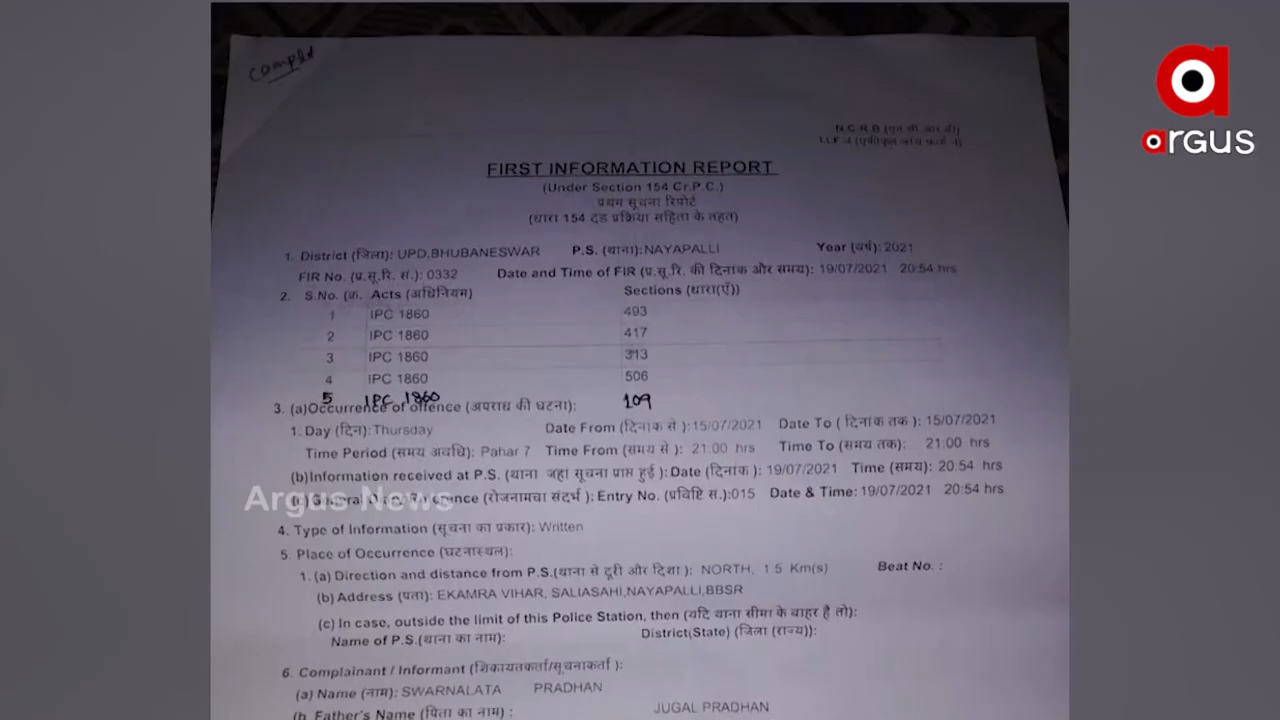 Compld
argus
N.C.R.B (एन.सी.आर.बी)
I.I.F.-I (एकीकृत जांच फार्म-I)
FIRST INFORMATION REPORT
(Under Section 154 Cr.P.C.)
प्रथम सूचना रिपोर्ट
(धारा 154 दंड प्रक्रिया सहिता के तहत)
1. District (जिला): UPD,BHUBANESWAR P.S. (थाना):NAYAPALLI Year (वर्ष):2021
FIR No. (प्र.सू.रि. सं.): 0332 Date and Time of FIR (प्र.सू.रि. की दिनांक और समय): 19/07/2021 20:54 hrs
2. S.No. (क्र. Acts (अधिनियम) Sections (धारा(एँ))
1 IPC 1860 493
2 IPC 1860 417
3 IPC 1860 313
4 IPC 1860 506
5 IPC 1860 109
3. (a)Occurrence of offence (अपराध की घटना):
1. Day (दिन): Thursday Date From (दिनांक से): 15/07/2021 Date To ( दिनांक तक): 15/07/2021
Time Period (समय अवधि): Pahar 7 Time From (समय से ): 21:00 hrs Time To (समय तक): 21:00 hrs
(b)Information received at P.S. (थाना जहां सूचना प्राप्त हुई ): Date (दिनांक ): 19/07/2021 Time (समय): 20:54 hrs
(रोजनामचा संदर्भ ): Entry No. (प्रविष्टि स.):015 Date & Time: 19/07/2021 20:54 hrs
Argus News
4. Type of Information (सूचना का प्रकार): Written
5. Place of Occurrence (घटनास्थल):
1. (a) Direction and distance from P.S.(थाना से दूरी और दिशा ): NORTH, 1.5 Km(s) Beat No. :
(b) Address (पता): EKAMRA VIHAR, SALIASAHI,NAYAPALLI,BBSR
(c) In case, outside the limit of this Police Station, then (यदि थाना सीमा के बाहर है तो):
Name of P.S.(थाना का नाम): District(State) (जिला (राज्य)):
6. Complainant / Informant (शिकायतकर्ता/सूचनाकर्ता ):
(a) Name (नाम): SWARNALATA PRADHAN
(b Father's Name (पिता का नाम) : JUGAL PRADHAN